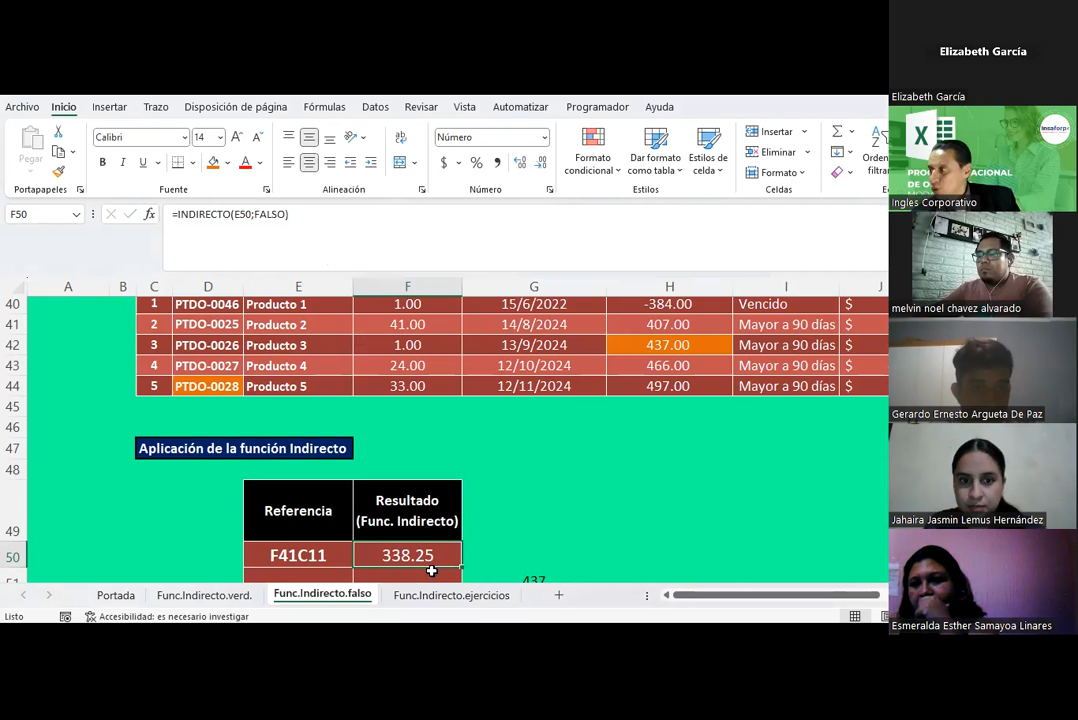 Elizabeth García
Elizabeth García
Archivo Inicio Insertar Trazo Disposición de página Fórmulas Datos Revisar Vista Automatizar Programador Ayuda
Pegar
Calibri 14
N K S
Número
$ % 000
Formato condicional
Dar formato como tabla
Estilos de celda
Insertar
Eliminar
Formato
Portapapeles Fuente Alineación Número Estilos Celdas
F50 fx =INDIRECTO(E50;FALSO)
A B C D E F G H I J
40 1 PTDO-0046 Producto 1 1.00 15/6/2022 -384.00 Vencido $
41 2 PTDO-0025 Producto 2 41.00 14/8/2024 407.00 Mayor a 90 días $
42 3 PTDO-0026 Producto 3 1.00 13/9/2024 437.00 Mayor a 90 días $
43 4 PTDO-0027 Producto 4 24.00 12/10/2024 466.00 Mayor a 90 días $
44 5 PTDO-0028 Producto 5 33.00 12/11/2024 497.00 Mayor a 90 días $
45
46
47 Aplicación de la función Indirecto
48
49 Referencia Resultado (Func. Indirecto)
50 F41C11 338.25
51 437
Portada Func.Indirecto.verd. Func.Indirecto.falso Func.Indirecto.ejercicios
Listo Accesibilidad: es necesario investigar
insaforp
Ingles Corporativo
melvin noel chavez alvarado
Gerardo Ernesto Argueta De Paz
Jahaira Jasmin Lemus Hernández
Esmeralda Esther Samayoa Linares